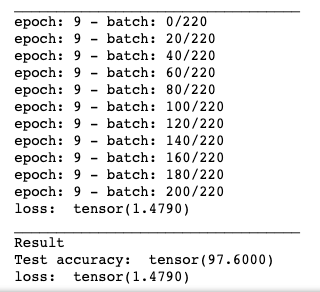 epoch: 9 - batch: 0/220
epoch: 9 - batch: 20/220
epoch: 9 - batch: 40/220
epoch: 9 - batch: 60/220
epoch: 9 - batch: 80/220
epoch: 9 - batch: 100/220
epoch: 9 - batch: 120/220
epoch: 9 - batch: 140/220
epoch: 9 - batch: 160/220
epoch: 9 - batch: 180/220
epoch: 9 - batch: 200/220
loss:  tensor(1.4790)
Result
Test accuracy:  tensor(97.6000)
loss:  tensor(1.4790)